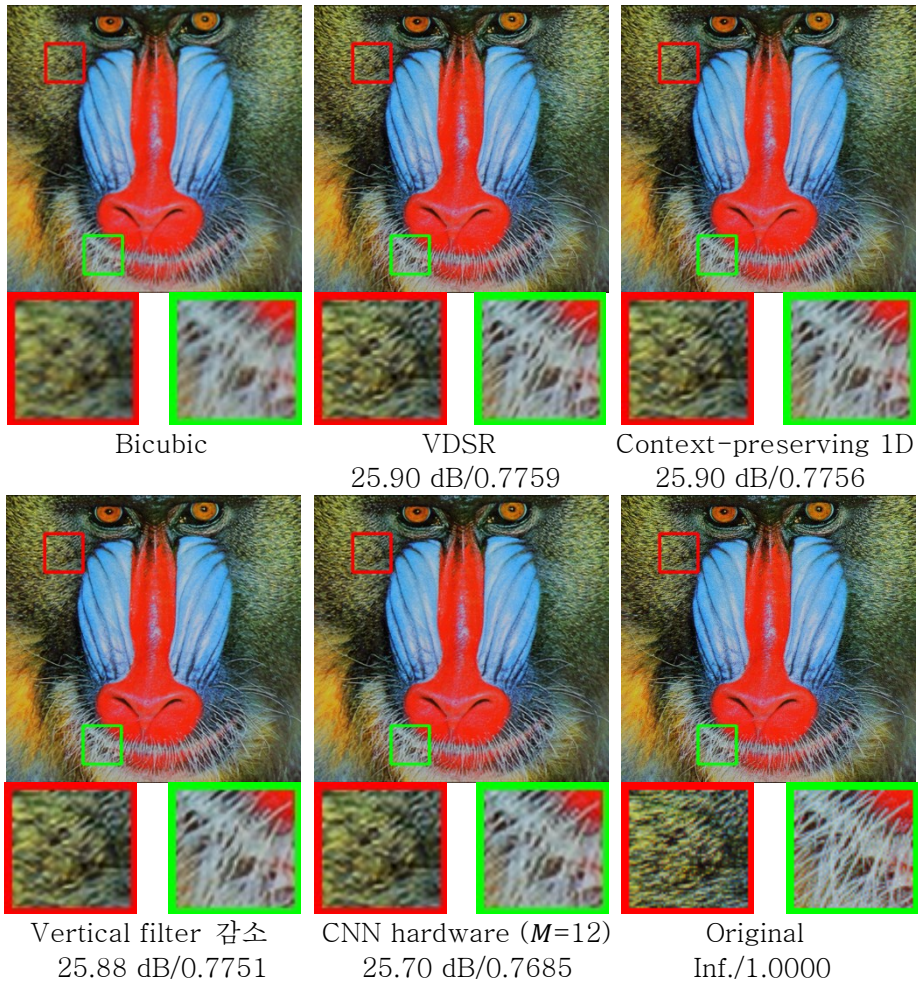 Bicubic
VDSR
25.90 dB/0.7759
Context-preserving 1D
25.90 dB/0.7756
Vertical filter 감소
25.88 dB/0.7751
CNN hardware (M=12)
25.70 dB/0.7685
Original
Inf./1.0000